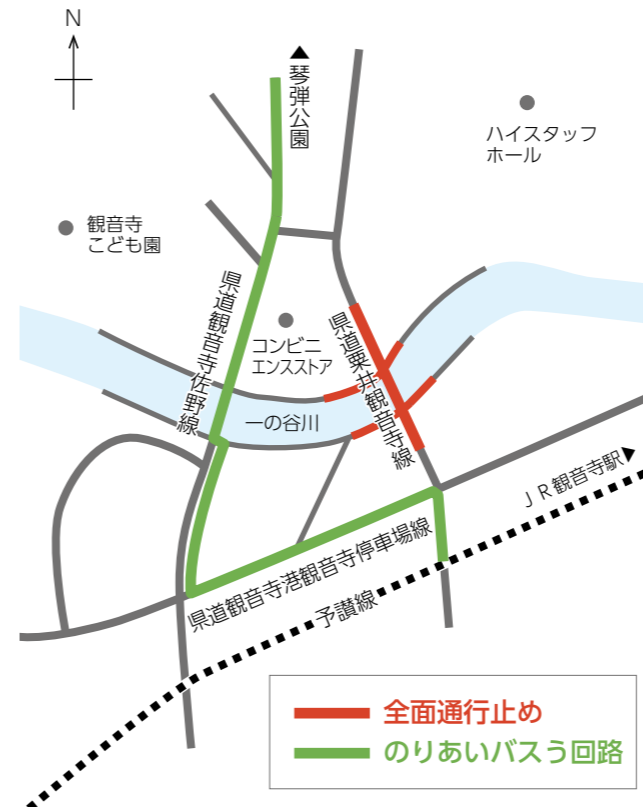 N
▲琴弾公園
ハイスタッフ
ホール
観音寺
こども園
県道観音寺佐野線
コンビニ
エンスストア
県道粟井観音寺線
一の谷川
JR観音寺駅▶
県道観音寺港観音寺停車場線
予讃線
全面通行止め
のりあいバスう回路